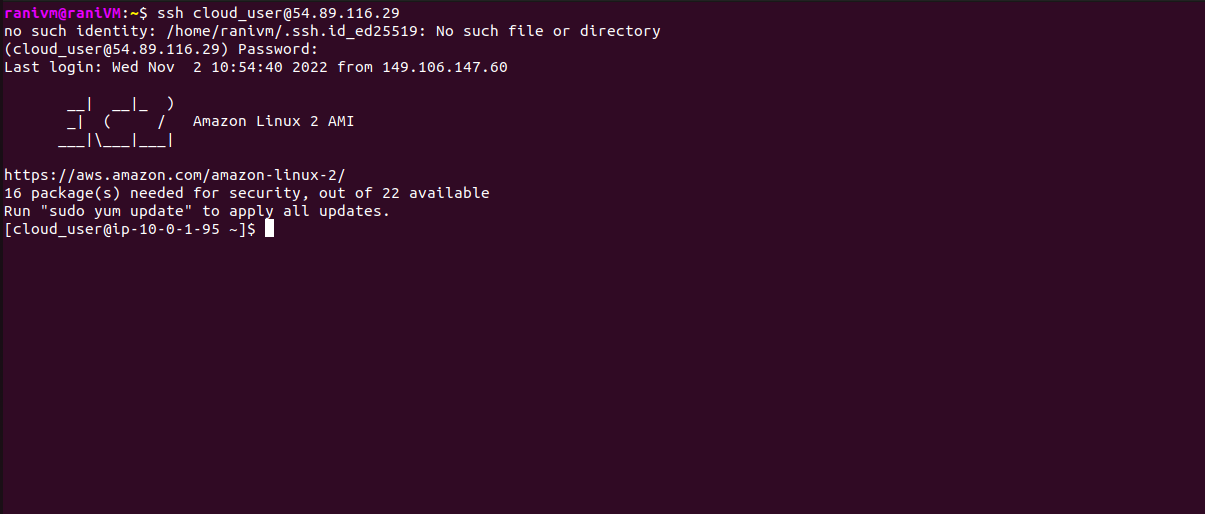 ranivm@raniVM:~$ ssh cloud_user@54.89.116.29
no such identity: /home/ranivm/.ssh.id_ed25519: No such file or directory
(cloud_user@54.89.116.29) Password:
Last login: Wed Nov  2 10:54:40 2022 from 149.106.147.60

       __|  __|_  )
       _|  (     /   Amazon Linux 2 AMI
      ___|\___|___|

https://aws.amazon.com/amazon-linux-2/
16 package(s) needed for security, out of 22 available
Run "sudo yum update" to apply all updates.
[cloud_user@ip-10-0-1-95 ~]$